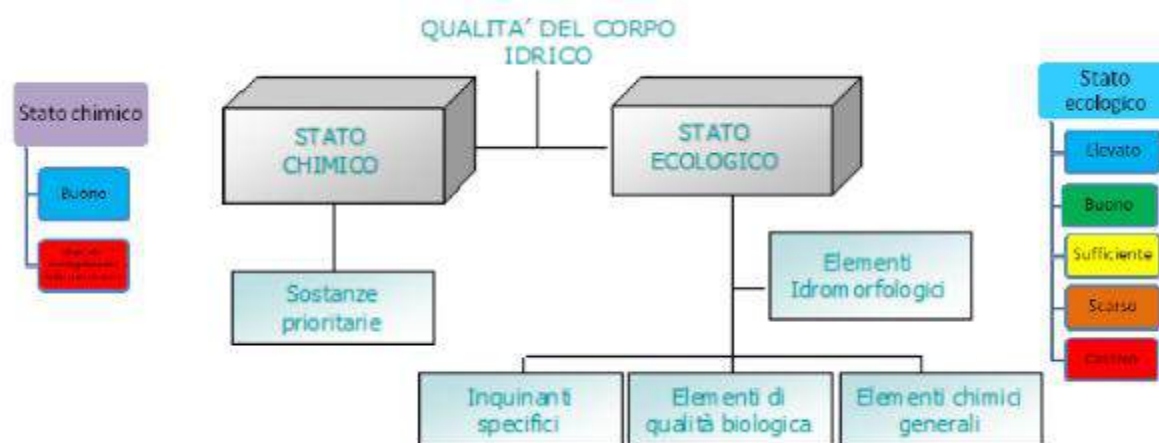 QUALITA' DEL CORPO
IDRICO
Stato chimico
Buono
STATO
CHIMICO
STATO
ECOLOGICO
Sostanze
prioritarie
Elementi
Idromorfologici
Inquinanti
specifici
Elementi di
qualità biologica
Elementi chimici
generali
Stato
ecologico
Elevato
Buono
Sufficiente
Scarso
Cattivo